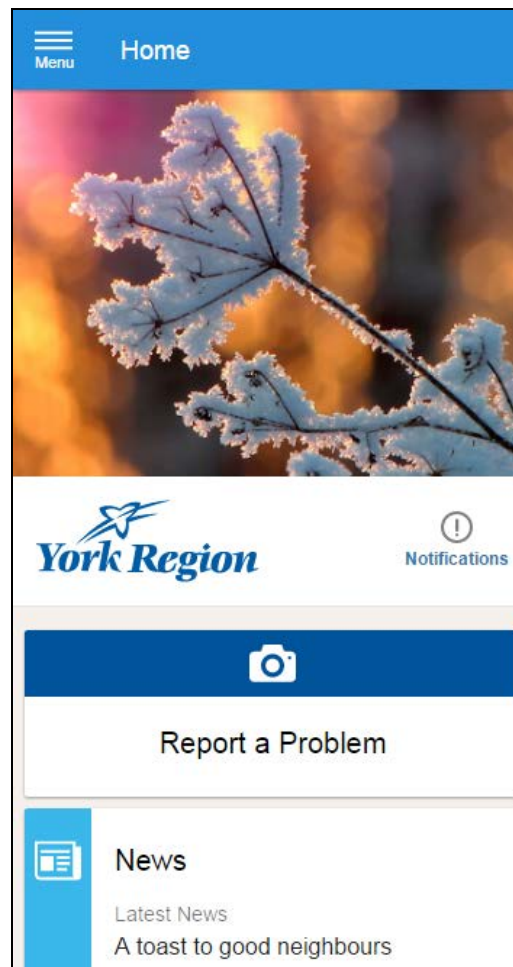 Menu
Home
York Region
Notifications
Report a Problem
News
Latest News
A toast to good neighbours